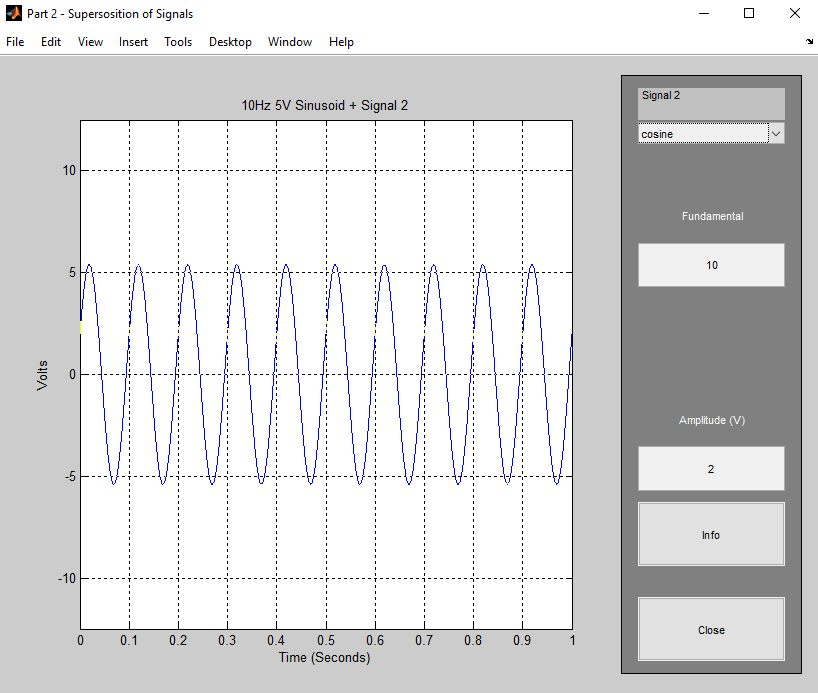 Part 2 - Supersosition of Signals
File Edit View Insert Tools Desktop Window Help
10Hz 5V Sinusoid + Signal 2
10
5
0
-5
-10
Volts
0 0.1 0.2 0.3 0.4 0.5 0.6 0.7 0.8 0.9 1
Time (Seconds)
Signal 2
cosine
Fundamental
10
Amplitude (V)
2
Info
Close